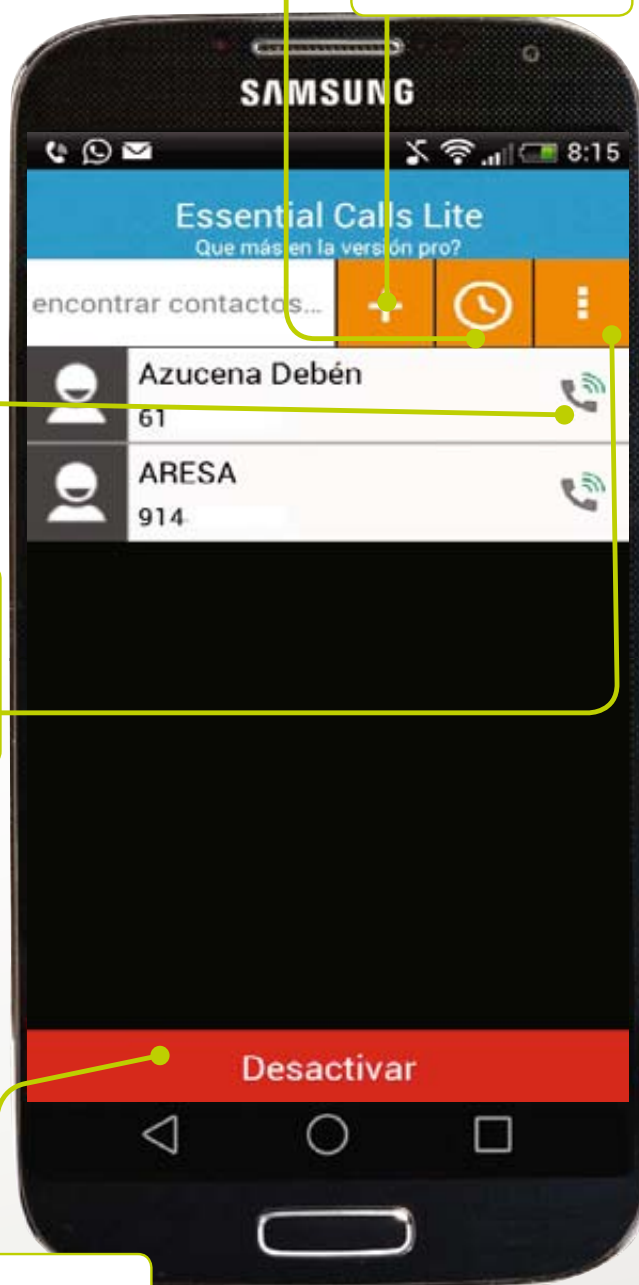 SAMSUNG
8:15
Essential Calls Lite
Que más en la versión pro?
encontrar contactos...
Azucena Debén
61
ARESA
914
Desactivar